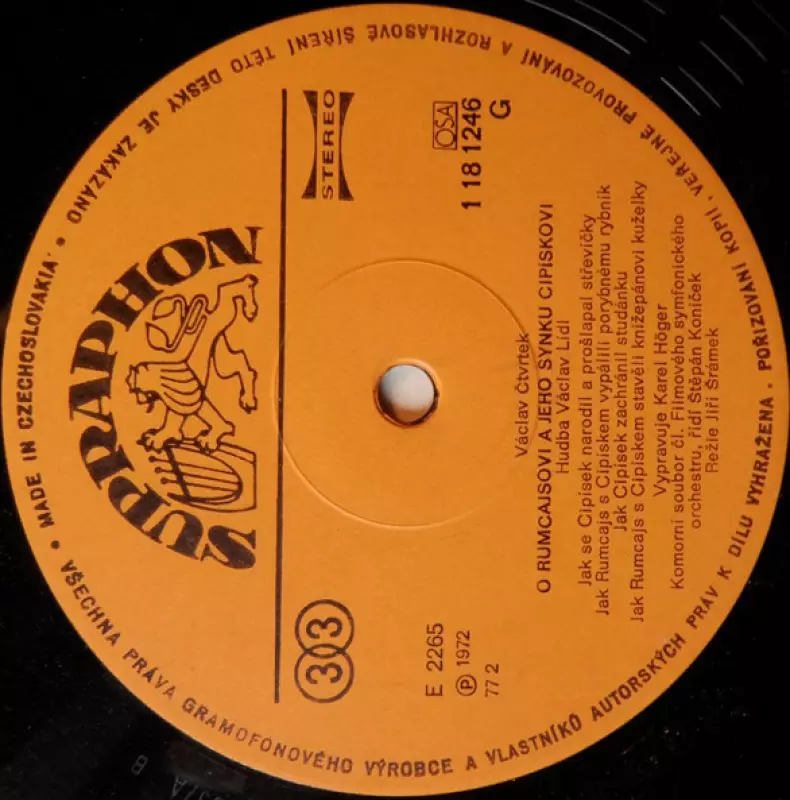 SUPRAPHON
33
STEREO
E 2265
Ⓟ 1972
77 2
OSA
1 18 1246
G
Václav Čtvrtek
O RUMCAJSOVI A JEHO SYNKU CIPÍSKOVI
Hudba Václav Lídl
Jak se Cipísek narodil a prošlapal střevíčky
Jak Rumcajs s Cipískem vypálili porybnému rybník
Jak Cipísek zachránil studánku
Jak Rumcajs s Cipískem stavěli knížepánovi kuželky
Vypravuje Karel Höger
Komorní soubor čl. Filmového symfonického
orchestru, řídí Štěpán Koníček
Režie Jiří Šrámek
• MADE IN CZECHOSLOVAKIA • VŠECHNA PRÁVA GRAMOFONOVÉHO VÝROBCE A VLASTNÍKŮ AUTORSKÝCH PRÁV K DÍLU VYHRAŽENA. POŘIZOVÁNÍ KOPIÍ, VEŘEJNÉ PROVOZOVÁNÍ A ROZHLASOVÉ ŠÍŘENÍ TÉTO DESKY JE ZAKÁZÁNO